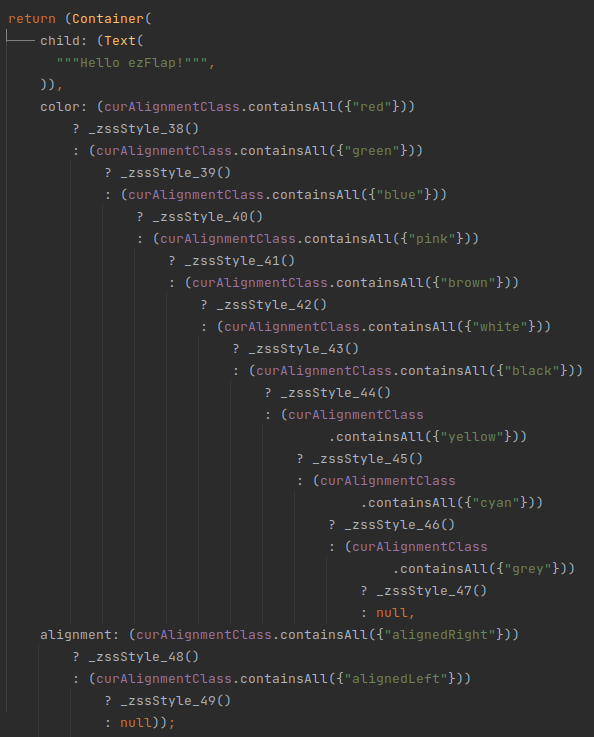 return (Container(
child: (Text(
"""Hello ezFlap!""",
)),
color: (curAlignmentClass.containsAll({"red"}))
? _zssStyle_38()
: (curAlignmentClass.containsAll({"green"}))
? _zssStyle_39()
: (curAlignmentClass.containsAll({"blue"}))
? _zssStyle_40()
: (curAlignmentClass.containsAll({"pink"}))
? _zssStyle_41()
: (curAlignmentClass.containsAll({"brown"}))
? _zssStyle_42()
: (curAlignmentClass.containsAll({"white"}))
? _zssStyle_43()
: (curAlignmentClass.containsAll({"black"}))
? _zssStyle_44()
: (curAlignmentClass
.containsAll({"yellow"}))
? _zssStyle_45()
: (curAlignmentClass
.containsAll({"cyan"}))
? _zssStyle_46()
: (curAlignmentClass
.containsAll({"grey"}))
? _zssStyle_47()
: null,
alignment: (curAlignmentClass.containsAll({"alignedRight"}))
? _zssStyle_48()
: (curAlignmentClass.containsAll({"alignedLeft"}))
? _zssStyle_49()
: null));